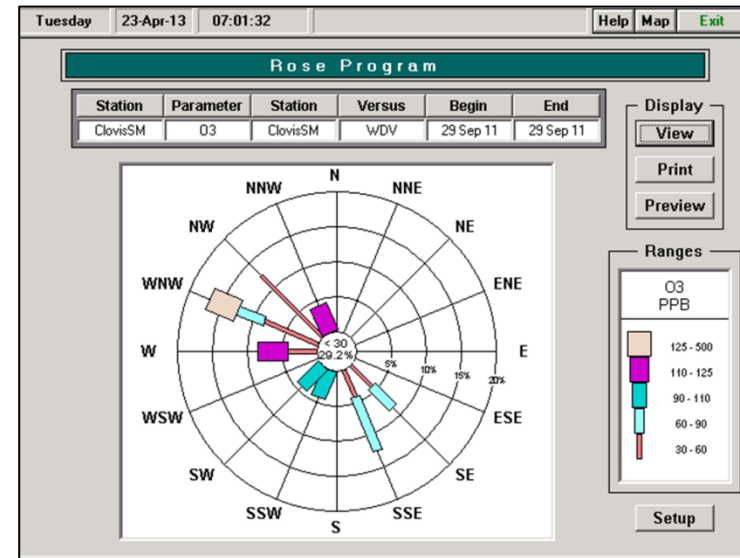 Tuesday 23-Apr-13 07:01:32 Help Map Exit
Rose Program
Station Parameter Station Versus Begin End
ClovisSM O3 ClovisSM WDV 29 Sep 11 29 Sep 11
Display
View
Print
Preview
N
NNW NNE
NW NE
WNW ENE
W E
< 30
29.2%
5% 10% 15% 20%
WSW ESE
SW SE
SSW SSE
S
Ranges
O3
PPB
125 - 500
110 - 125
90 - 110
60 - 90
30 - 60
Setup